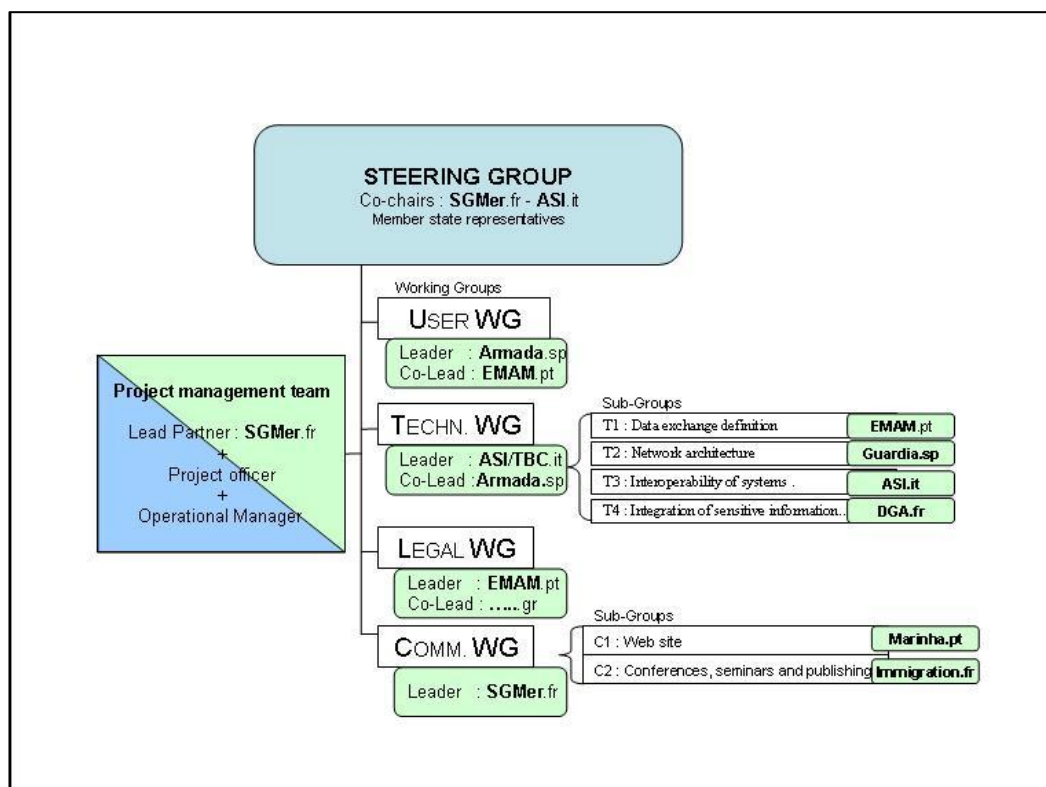 STEERING GROUP
Co-chairs : SGMer.fr - ASI.it
Member state representatives
Working Groups
USER WG
Leader : Armada.sp
Co-Lead : EMAM.pt
Project management team
Lead Partner : SGMer.fr
+
Project officer
+
Operational Manager
TECHN. WG
Leader : ASI/TBC.it
Co-Lead : Armada.sp
Sub-Groups
T1 : Data exchange definition EMAM.pt
T2 : Network architecture Guardia.sp
T3 : Interoperability of systems . ASI.it
T4 : Integration of sensitive information.. DGA.fr
LEGAL WG
Leader : EMAM.pt
Co-Lead : .....gr
COMM. WG
Leader : SGMer.fr
Sub-Groups
C1 : Web site Marinha.pt
C2 : Conferences, seminars and publishing Immigration.fr